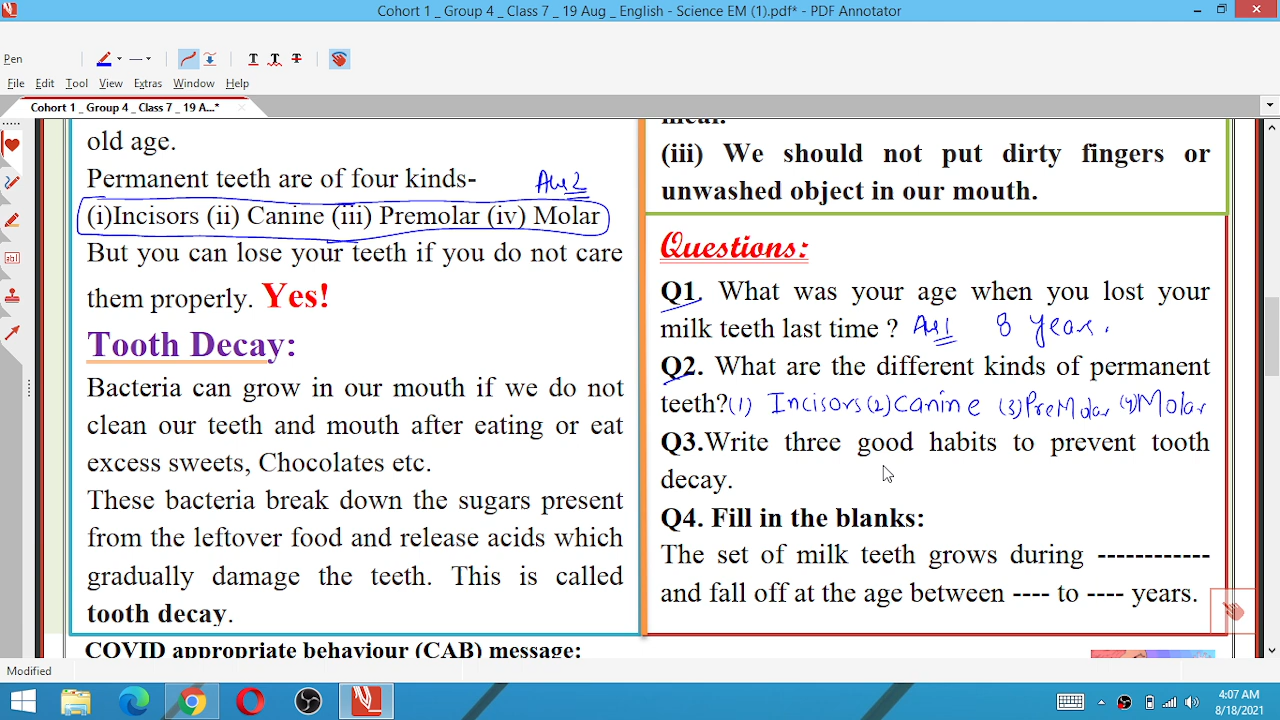 Cohort 1 _ Group 4 _ Class 7 _ 19 Aug _ English - Science EM (1).pdf* - PDF Annotator
Pen
File Edit Tool View Extras Window Help
Cohort 1 _ Group 4 _ Class 7 _ 19 A...*
old age.
Permanent teeth are of four kinds-
Ans 2
(i)Incisors (ii) Canine (iii) Premolar (iv) Molar
But you can lose your teeth if you do not care
them properly. Yes!
Tooth Decay:
Bacteria can grow in our mouth if we do not
clean our teeth and mouth after eating or eat
excess sweets, Chocolates etc.
These bacteria break down the sugars present
from the leftover food and release acids which
gradually damage the teeth. This is called
tooth decay.
COVID appropriate behaviour (CAB) message:
meal.
(iii) We should not put dirty fingers or
unwashed object in our mouth.
Questions:
Q1. What was your age when you lost your
milk teeth last time ? Ans 1 8 Year.
Q2. What are the different kinds of permanent
teeth?(1) Incisors(2)Canine (3)PreMolar (4)Molar
Q3.Write three good habits to prevent tooth
decay.
Q4. Fill in the blanks:
The set of milk teeth grows during ------------
and fall off at the age between ---- to ---- years.
Modified
4:07 AM
8/18/2021